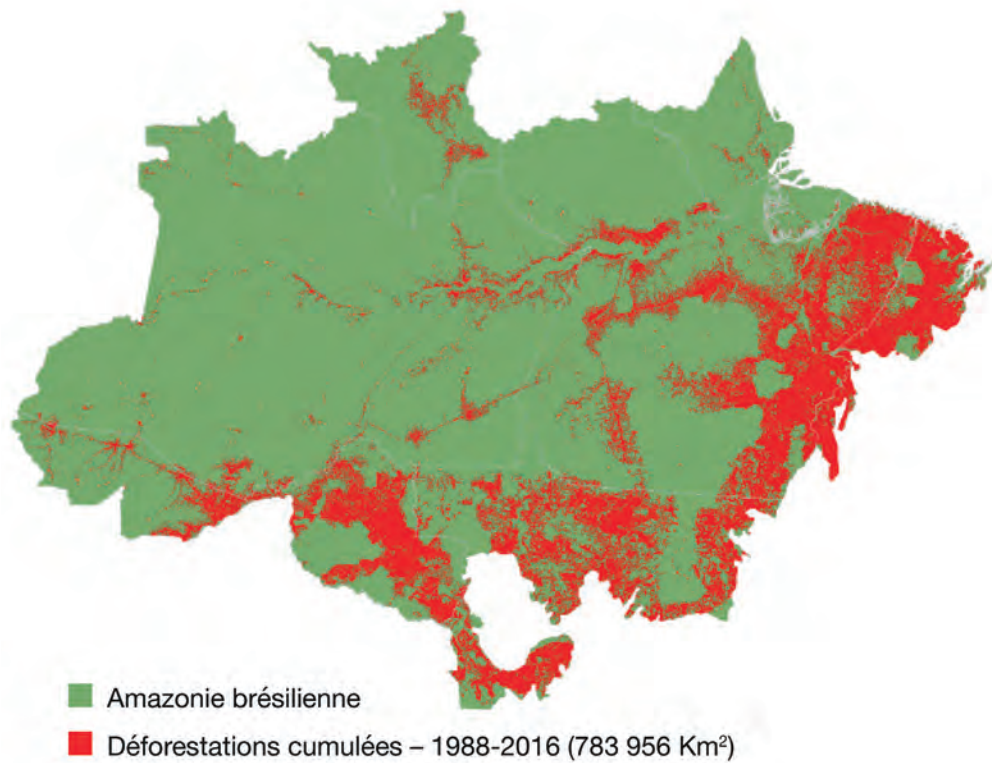 Amazonie brésilienne
Déforestations cumulées – 1988-2016 (783 956 Km²)